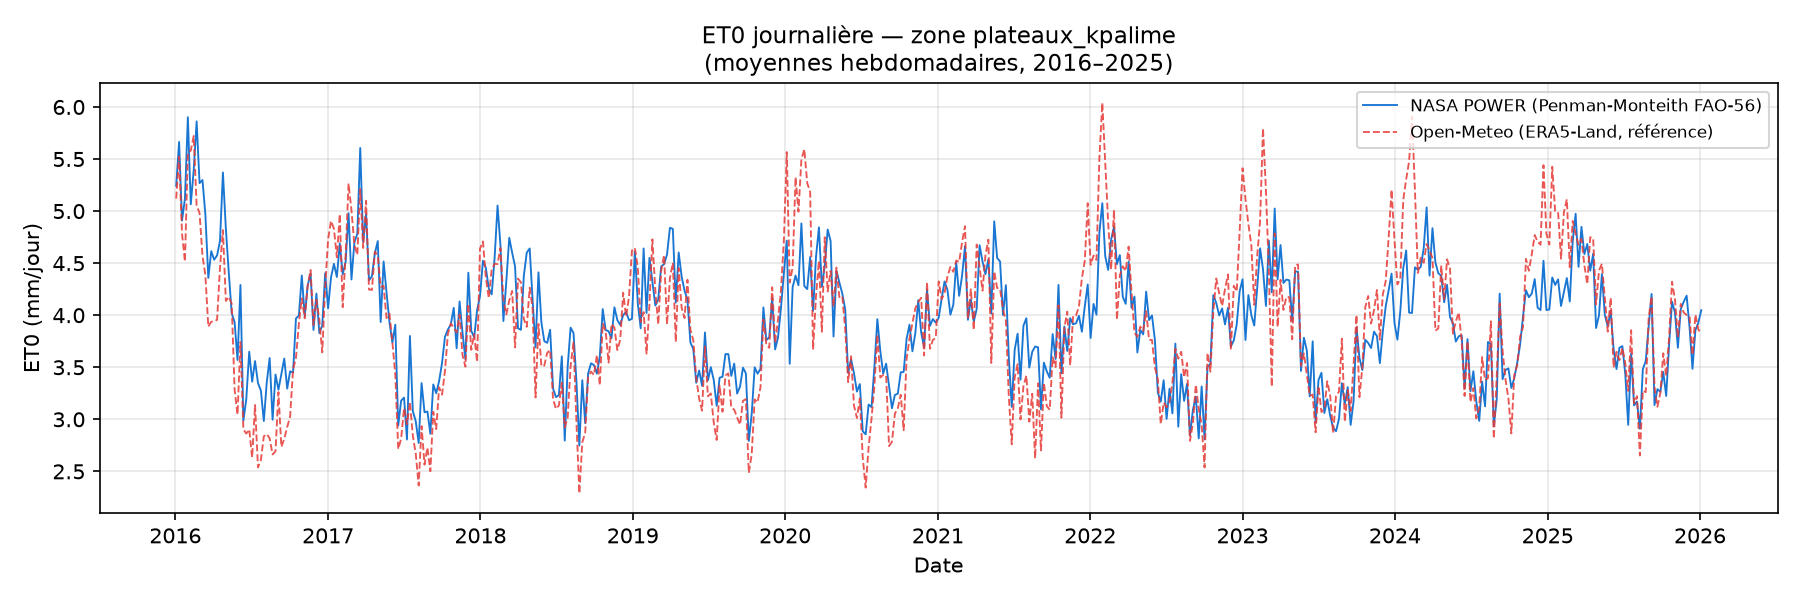 ET0 journalière — zone plateaux_kpalime
(moyennes hebdomadaires, 2016–2025)
NASA POWER (Penman-Monteith FAO-56)
Open-Meteo (ERA5-Land, référence)
ET0 (mm/jour)
6.0
5.5
5.0
4.5
4.0
3.5
3.0
2.5
2016 2017 2018 2019 2020 2021 2022 2023 2024 2025 2026
Date